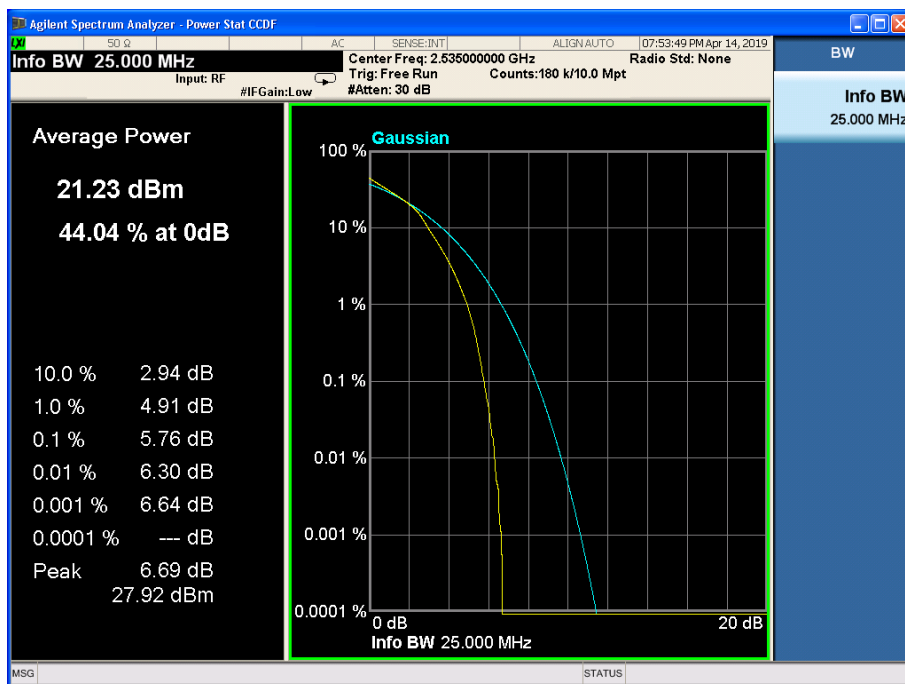 Agilent Spectrum Analyzer - Power Stat CCDF
LXI 50 Ω AC SENSE:INT ALIGN AUTO 07:53:49 PM Apr 14, 2019
Info BW 25.000 MHz
Center Freq: 2.535000000 GHz Radio Std: None
Input: RF Trig: Free Run Counts:180 k/10.0 Mpt
#IFGain:Low #Atten: 30 dB
BW
Info BW
25.000 MHz
Average Power
21.23 dBm
44.04 % at 0dB
10.0 % 2.94 dB
1.0 % 4.91 dB
0.1 % 5.76 dB
0.01 % 6.30 dB
0.001 % 6.64 dB
0.0001 % --- dB
Peak 6.69 dB
27.92 dBm
Gaussian
100 %
10 %
1 %
0.1 %
0.01 %
0.001 %
0.0001 %
0 dB 20 dB
Info BW 25.000 MHz
MSG STATUS